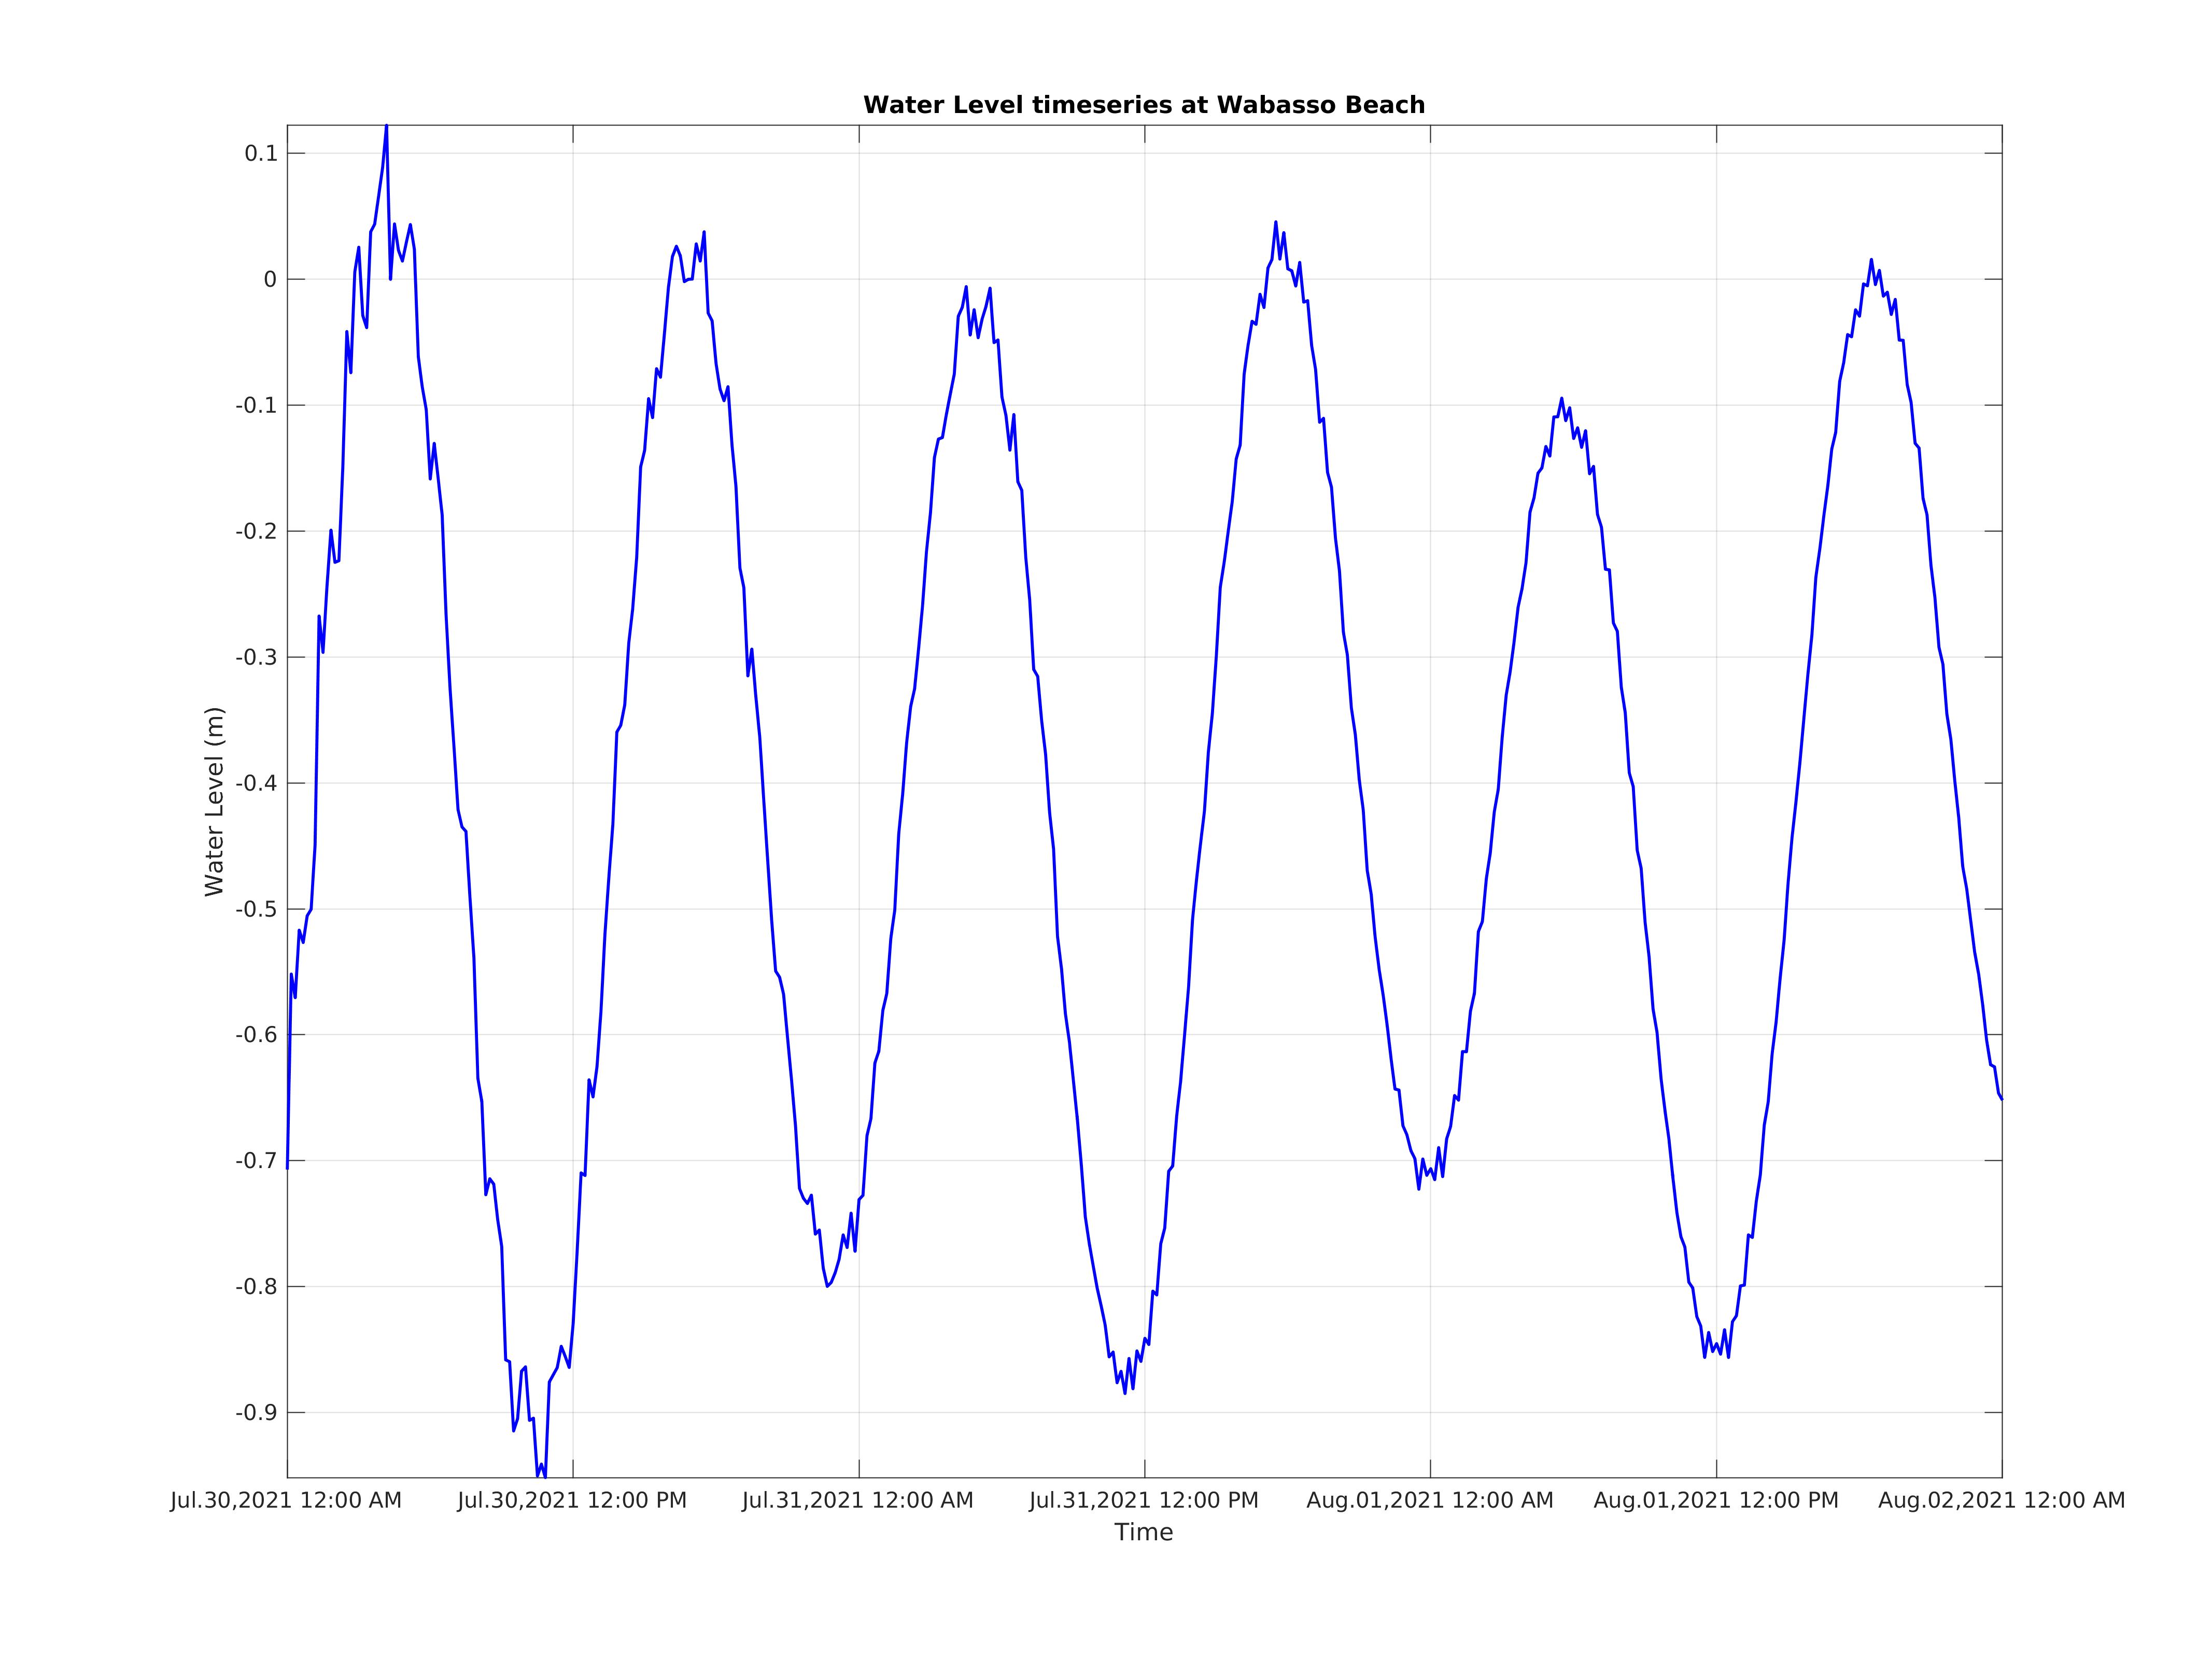 Water Level timeseries at Wabasso Beach
0.1
0
-0.1
-0.2
-0.3
-0.4
-0.5
-0.6
-0.7
-0.8
-0.9
Water Level (m)
Jul.30,2021 12:00 AM
Jul.30,2021 12:00 PM
Jul.31,2021 12:00 AM
Jul.31,2021 12:00 PM
Aug.01,2021 12:00 AM
Aug.01,2021 12:00 PM
Aug.02,2021 12:00 AM
Time